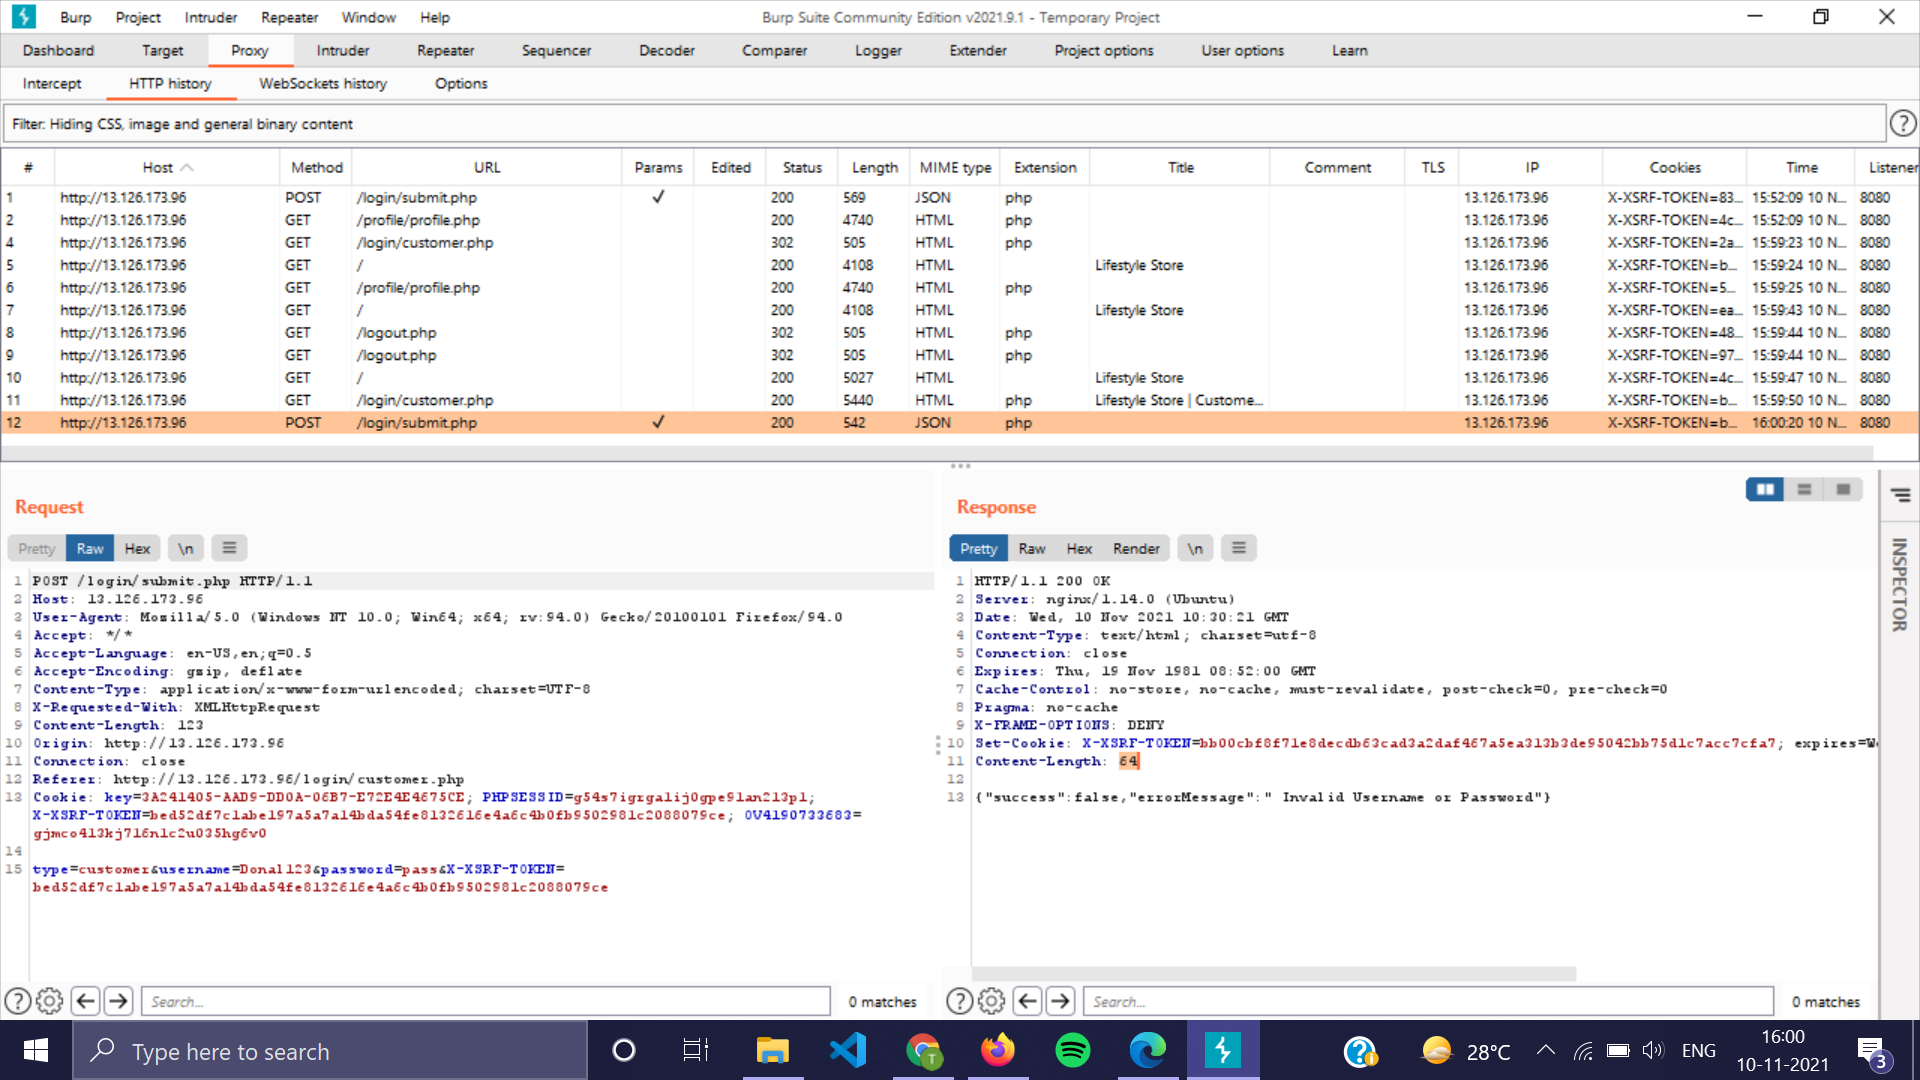 Burp Project Intruder Repeater Window Help Burp Suite Community Edition v2021.9.1 - Temporary Project
Dashboard Target Proxy Intruder Repeater Sequencer Decoder Comparer Logger Extender Project options User options Learn
Intercept HTTP history WebSockets history Options
Filter: Hiding CSS, image and general binary content ?
# Host Method URL Params Edited Status Length MIME type Extension Title Comment TLS IP Cookies Time Listener
1 http://13.126.173.96 POST /login/submit.php ✓ 200 569 JSON php 13.126.173.96 X-XSRF-TOKEN=83... 15:52:09 10 N... 8080
2 http://13.126.173.96 GET /profile/profile.php 200 4740 HTML php 13.126.173.96 X-XSRF-TOKEN=4c... 15:52:09 10 N... 8080
4 http://13.126.173.96 GET /login/customer.php 302 505 HTML php 13.126.173.96 X-XSRF-TOKEN=2a... 15:59:23 10 N... 8080
5 http://13.126.173.96 GET / 200 4108 HTML Lifestyle Store 13.126.173.96 X-XSRF-TOKEN=b... 15:59:24 10 N... 8080
6 http://13.126.173.96 GET /profile/profile.php 200 4740 HTML php 13.126.173.96 X-XSRF-TOKEN=5... 15:59:25 10 N... 8080
7 http://13.126.173.96 GET / 200 4108 HTML Lifestyle Store 13.126.173.96 X-XSRF-TOKEN=ea... 15:59:43 10 N... 8080
8 http://13.126.173.96 GET /logout.php 302 505 HTML php 13.126.173.96 X-XSRF-TOKEN=48... 15:59:44 10 N... 8080
9 http://13.126.173.96 GET /logout.php 302 505 HTML php 13.126.173.96 X-XSRF-TOKEN=97... 15:59:44 10 N... 8080
10 http://13.126.173.96 GET / 200 5027 HTML Lifestyle Store 13.126.173.96 X-XSRF-TOKEN=4c... 15:59:47 10 N... 8080
11 http://13.126.173.96 GET /login/customer.php 200 5440 HTML php Lifestyle Store | Custome... 13.126.173.96 X-XSRF-TOKEN=b... 15:59:50 10 N... 8080
12 http://13.126.173.96 POST /login/submit.php ✓ 200 542 JSON php 13.126.173.96 X-XSRF-TOKEN=b... 16:00:20 10 N... 8080
Request
Pretty Raw Hex \n
1 POST /login/submit.php HTTP/1.1
2 Host: 13.126.173.96
3 User-Agent: Mozilla/5.0 (Windows NT 10.0; Win64; x64; rv:94.0) Gecko/20100101 Firefox/94.0
4 Accept: */*
5 Accept-Language: en-US,en;q=0.5
6 Accept-Encoding: gzip, deflate
7 Content-Type: application/x-www-form-urlencoded; charset=UTF-8
8 X-Requested-With: XMLHttpRequest
9 Content-Length: 123
10 Origin: http://13.126.173.96
11 Connection: close
12 Referer: http://13.126.173.96/login/customer.php
13 Cookie: key=3A241405-AAD9-DD0A-06B7-E72E4E4675CE; PHPSESSID=g54s7igrga1ij0gpe91an213p1;
X-XSRF-TOKEN=bed52df7c1abe197a5a7a14bda54fe8132616e4a6c4b0fb9502981c2088079ce; 0V4190733683=
gjmco413kj716n1c2u035hg6v0
14
15 type=customer&username=Donal123&password=pass&X-XSRF-TOKEN=
bed52df7c1abe197a5a7a14bda54fe8132616e4a6c4b0fb9502981c2088079ce
Response
Pretty Raw Hex Render \n
1 HTTP/1.1 200 OK
2 Server: nginx/1.14.0 (Ubuntu)
3 Date: Wed, 10 Nov 2021 10:30:21 GMT
4 Content-Type: text/html; charset=utf-8
5 Connection: close
6 Expires: Thu, 19 Nov 1981 08:52:00 GMT
7 Cache-Control: no-store, no-cache, must-revalidate, post-check=0, pre-check=0
8 Pragma: no-cache
9 X-FRAME-OPTIONS: DENY
10 Set-Cookie: X-XSRF-TOKEN=bb00cbf8f71e8decdb63cad3a2daf467a5ea313b3de95042bb75d1c7acc7cfa7; expires=We
11 Content-Length: 64
12
13 {"success":false,"errorMessage":" Invalid Username or Password"}
INSPECTOR
? Search... 0 matches
? Search... 0 matches
Type here to search
T
? 28°C ENG 16:00
10-11-2021
3